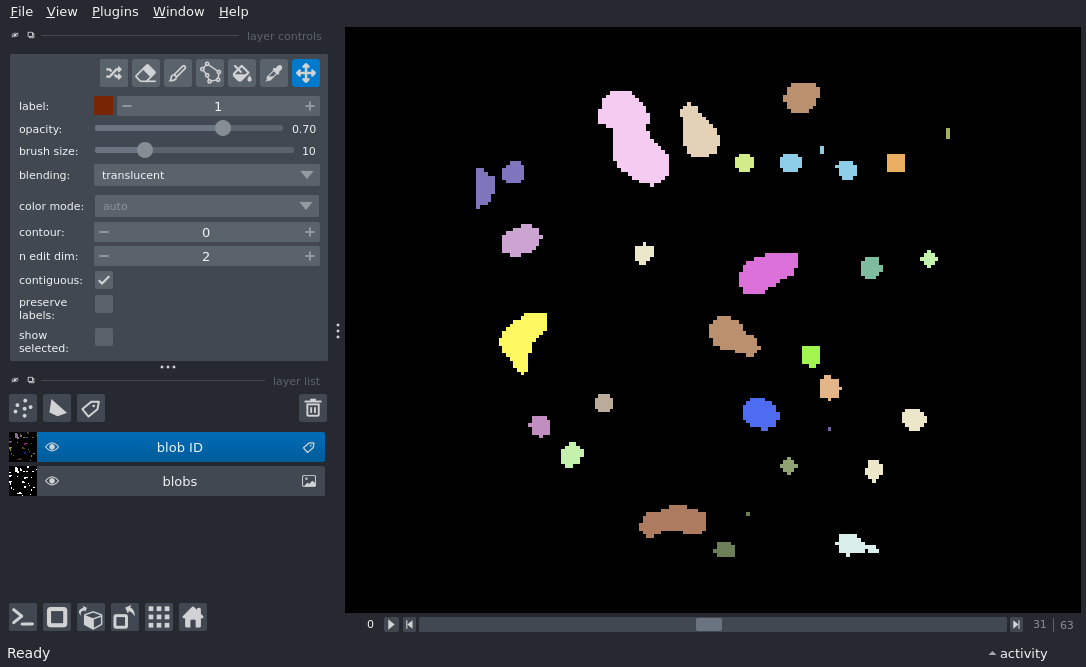 File View Plugins Window Help
layer controls
label: 1
opacity: 0.70
brush size: 10
blending: translucent
color mode: auto
contour: 0
n edit dim: 2
contiguous:
preserve
labels:
show
selected:
layer list
blob ID
blobs
0 31 63
Ready activity